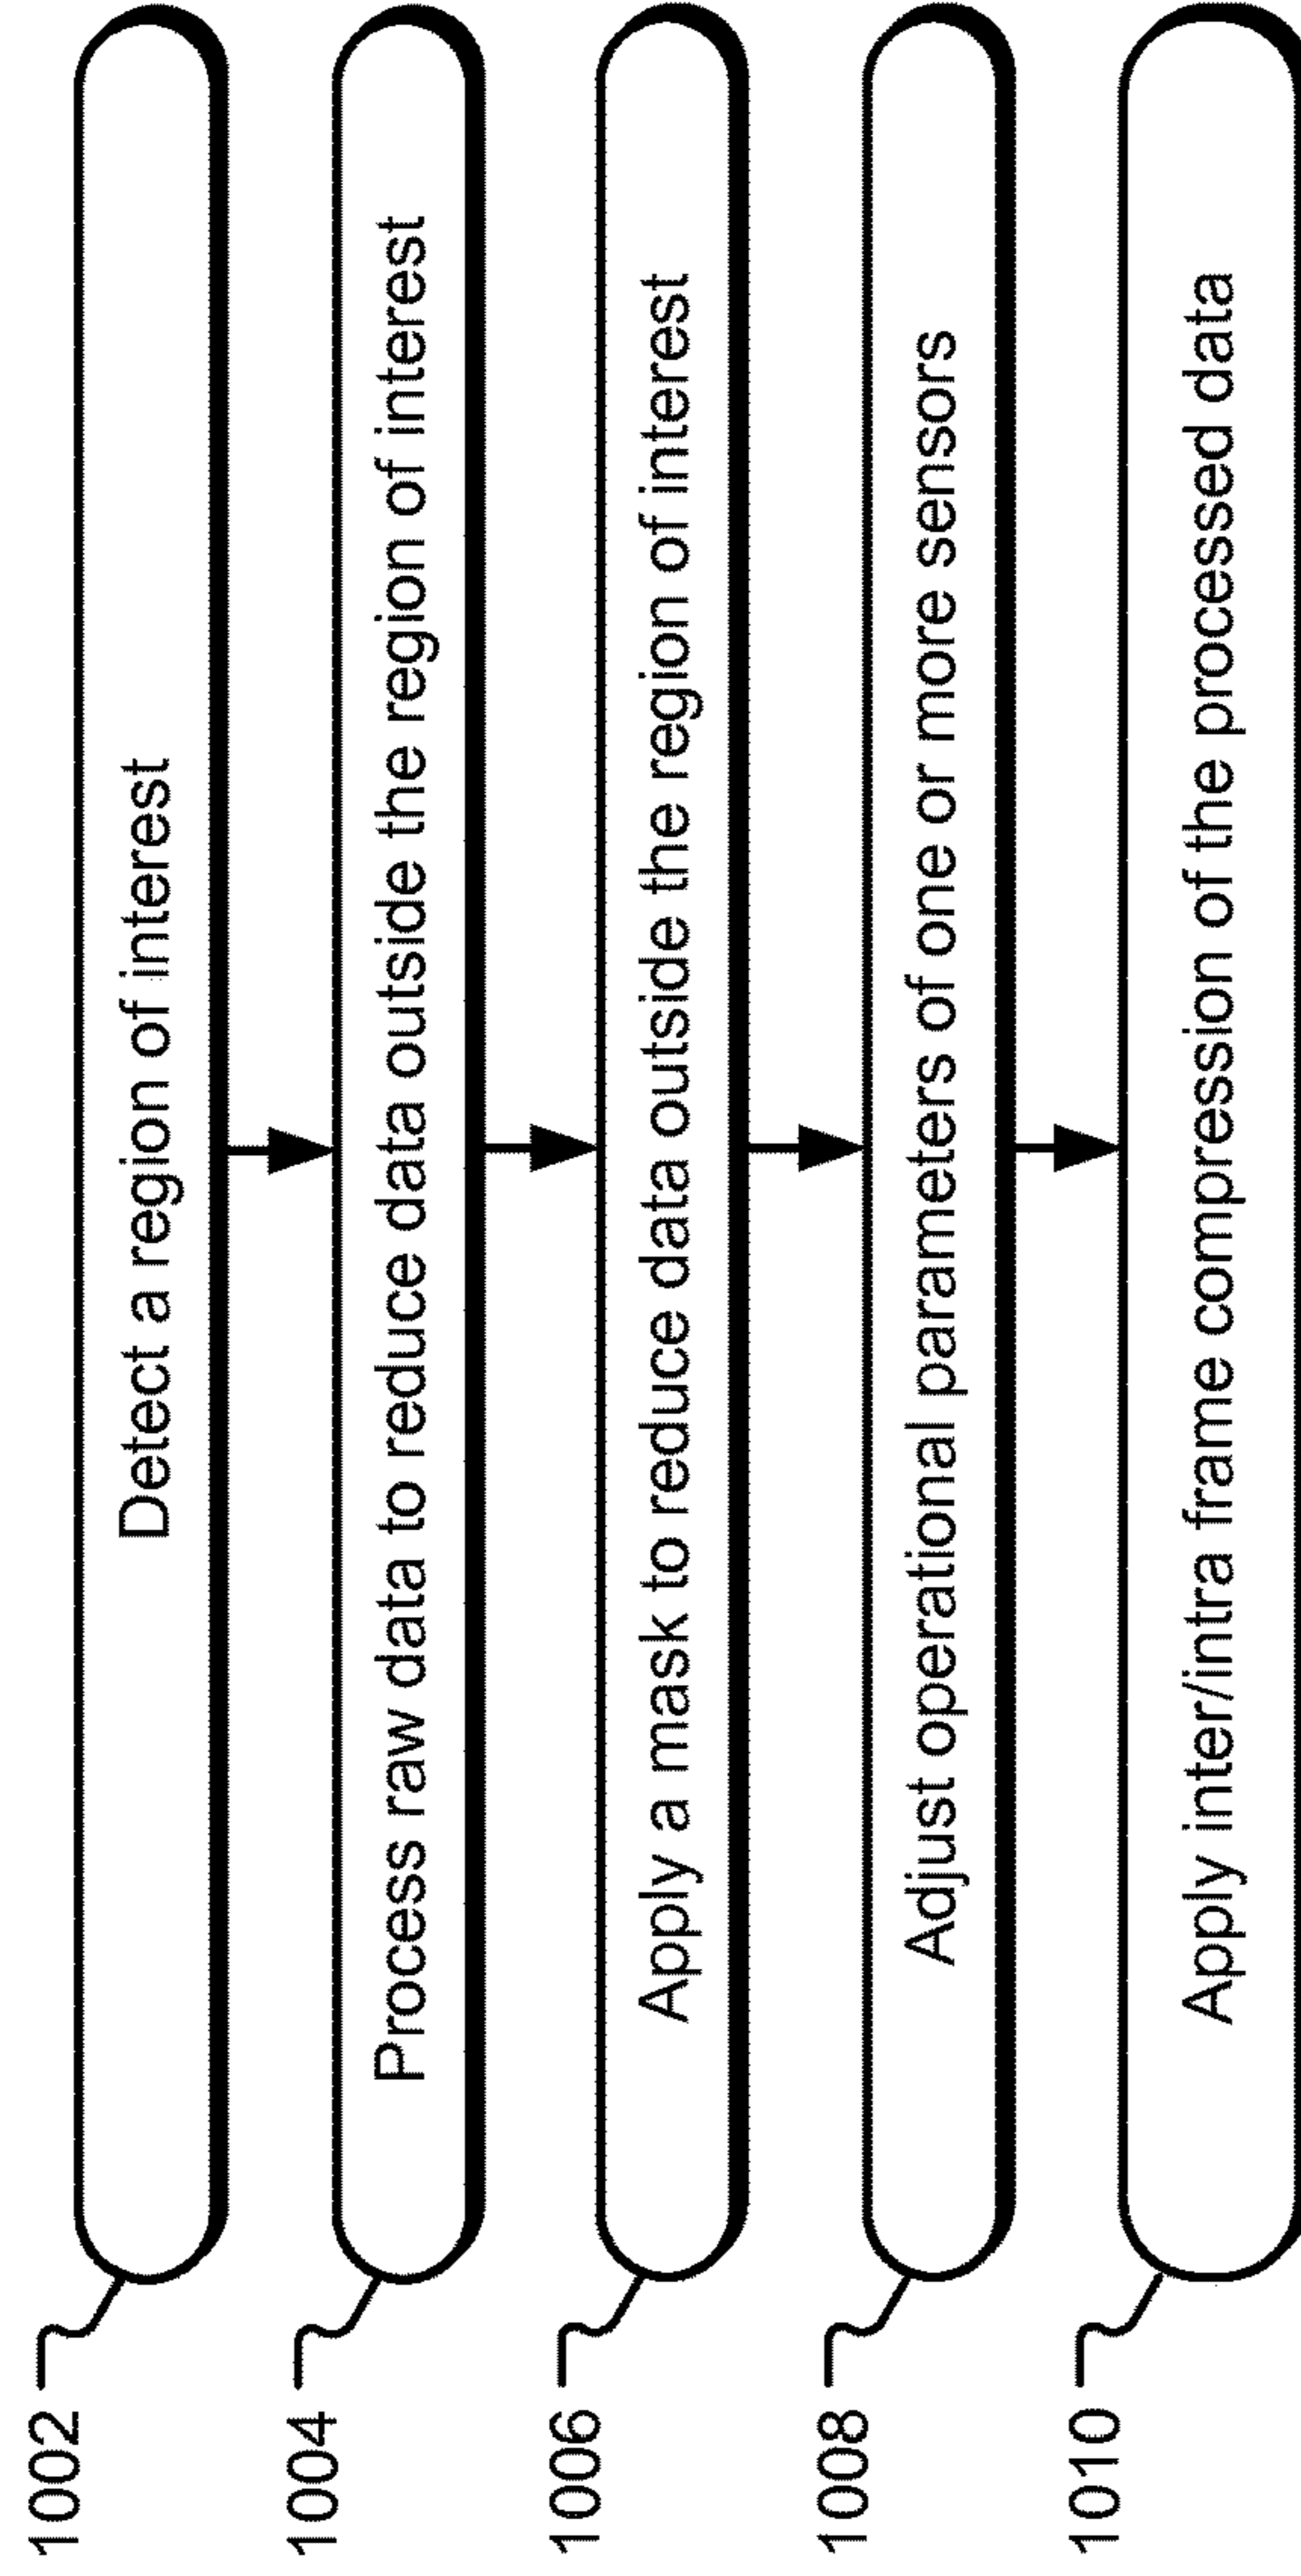 1002
Detect a region of interest
1004
Process raw data to reduce data outside the region of interest
1006
Apply a mask to reduce data outside the region of interest
1008
Adjust operational parameters of one or more sensors
1010
Apply inter/intra frame compression of the processed data